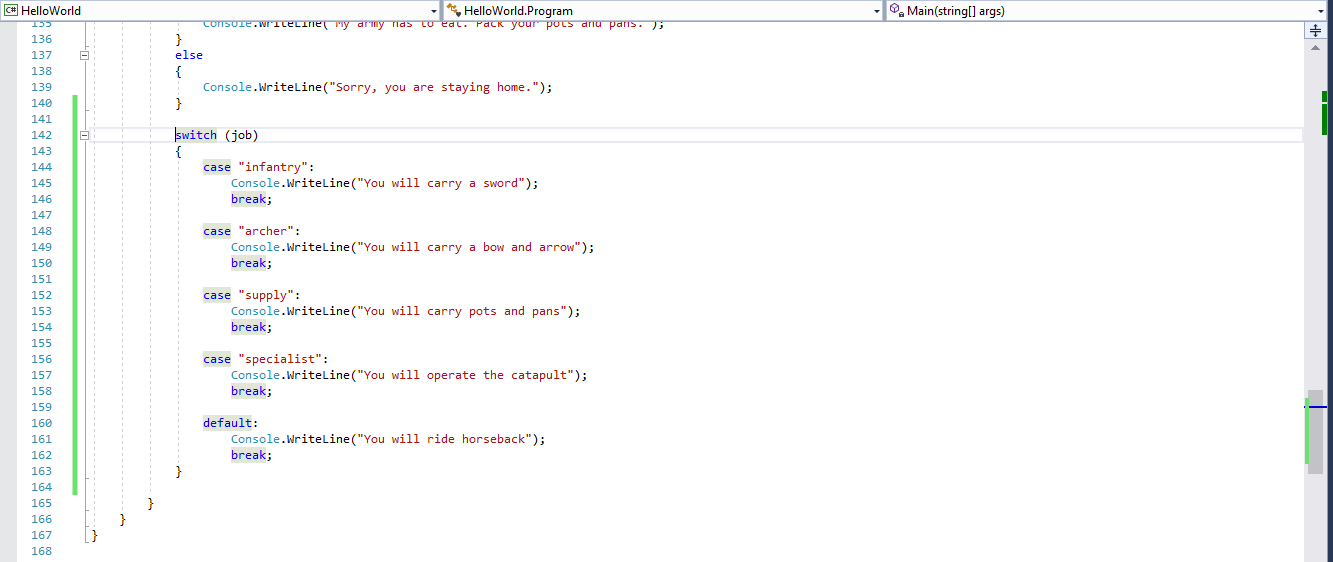 HelloWorld HelloWorld.Program Main(string[] args)
135 Console.WriteLine("My army has to eat. Pack your pots and pans.");
136 }
137 else
138 {
139 Console.WriteLine("Sorry, you are staying home.");
140 }
141
142 switch (job)
143 {
144 case "infantry":
145 Console.WriteLine("You will carry a sword");
146 break;
147
148 case "archer":
149 Console.WriteLine("You will carry a bow and arrow");
150 break;
151
152 case "supply":
153 Console.WriteLine("You will carry pots and pans");
154 break;
155
156 case "specialist":
157 Console.WriteLine("You will operate the catapult");
158 break;
159
160 default:
161 Console.WriteLine("You will ride horseback");
162 break;
163 }
164
165 }
166 }
167 }
168